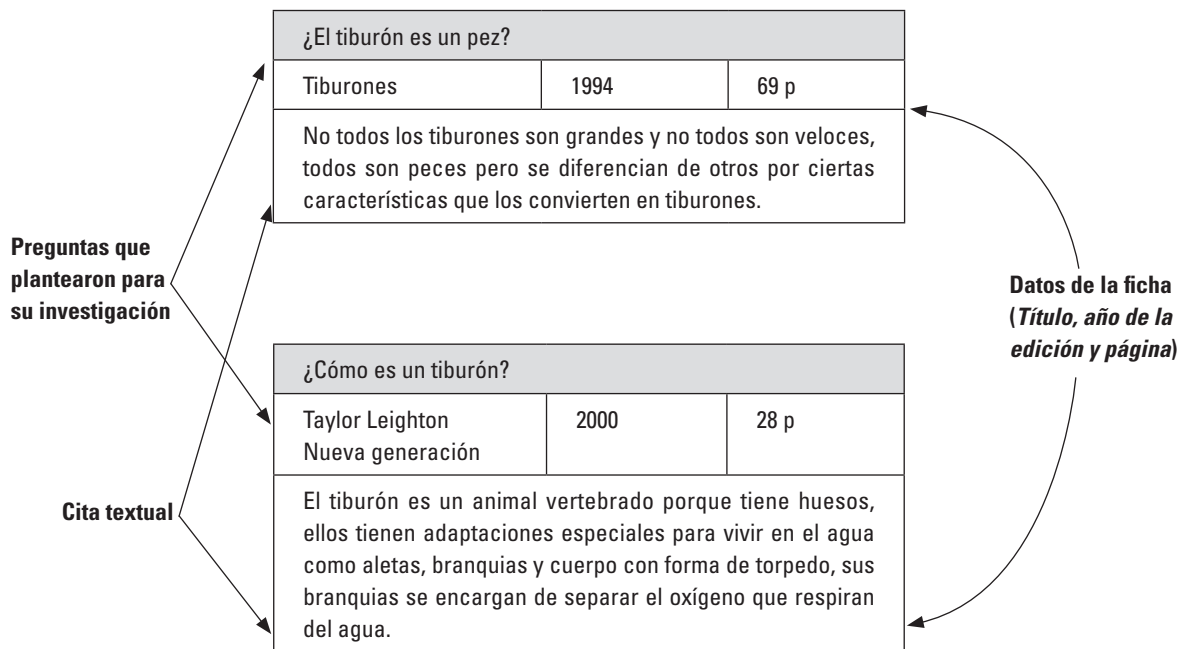 ¿El tiburón es un pez?
Tiburones 1994 69 p
No todos los tiburones son grandes y no todos son veloces,
todos son peces pero se diferencian de otros por ciertas
características que los convierten en tiburones.
Preguntas que
plantearon para
su investigación
Datos de la ficha
(Título, año de la
edición y página)
¿Cómo es un tiburón?
Taylor Leighton 2000 28 p
Nueva generación
Cita textual
El tiburón es un animal vertebrado porque tiene huesos,
ellos tienen adaptaciones especiales para vivir en el agua
como aletas, branquias y cuerpo con forma de torpedo, sus
branquias se encargan de separar el oxígeno que respiran
del agua.